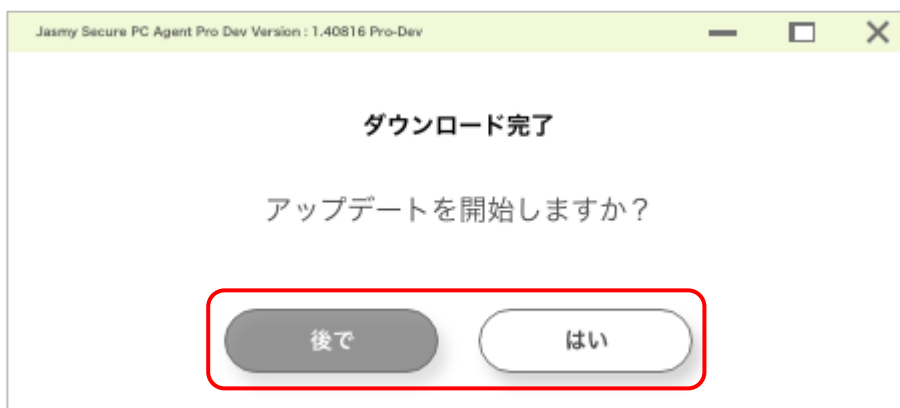 Jasmy Secure PC Agent Pro Dev Version : 1.40816 Pro-Dev
ダウンロード完了
アップデートを開始しますか？
後で はい